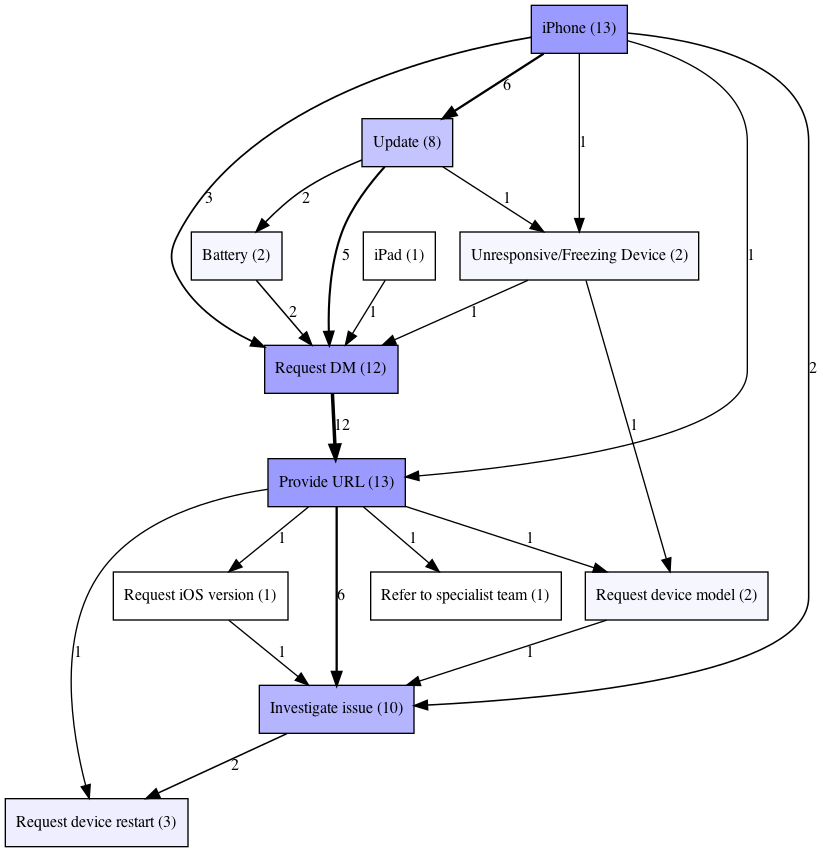 iPhone (13)
6
Update (8)
1
3
2
1
Battery (2)
5
iPad (1)
Unresponsive/Freezing Device (2)
1
2
1
1
Request DM (12)
2
12
1
Provide URL (13)
1
1
1
Request iOS version (1)
6
Refer to specialist team (1)
Request device model (2)
1
1
1
Investigate issue (10)
2
Request device restart (3)